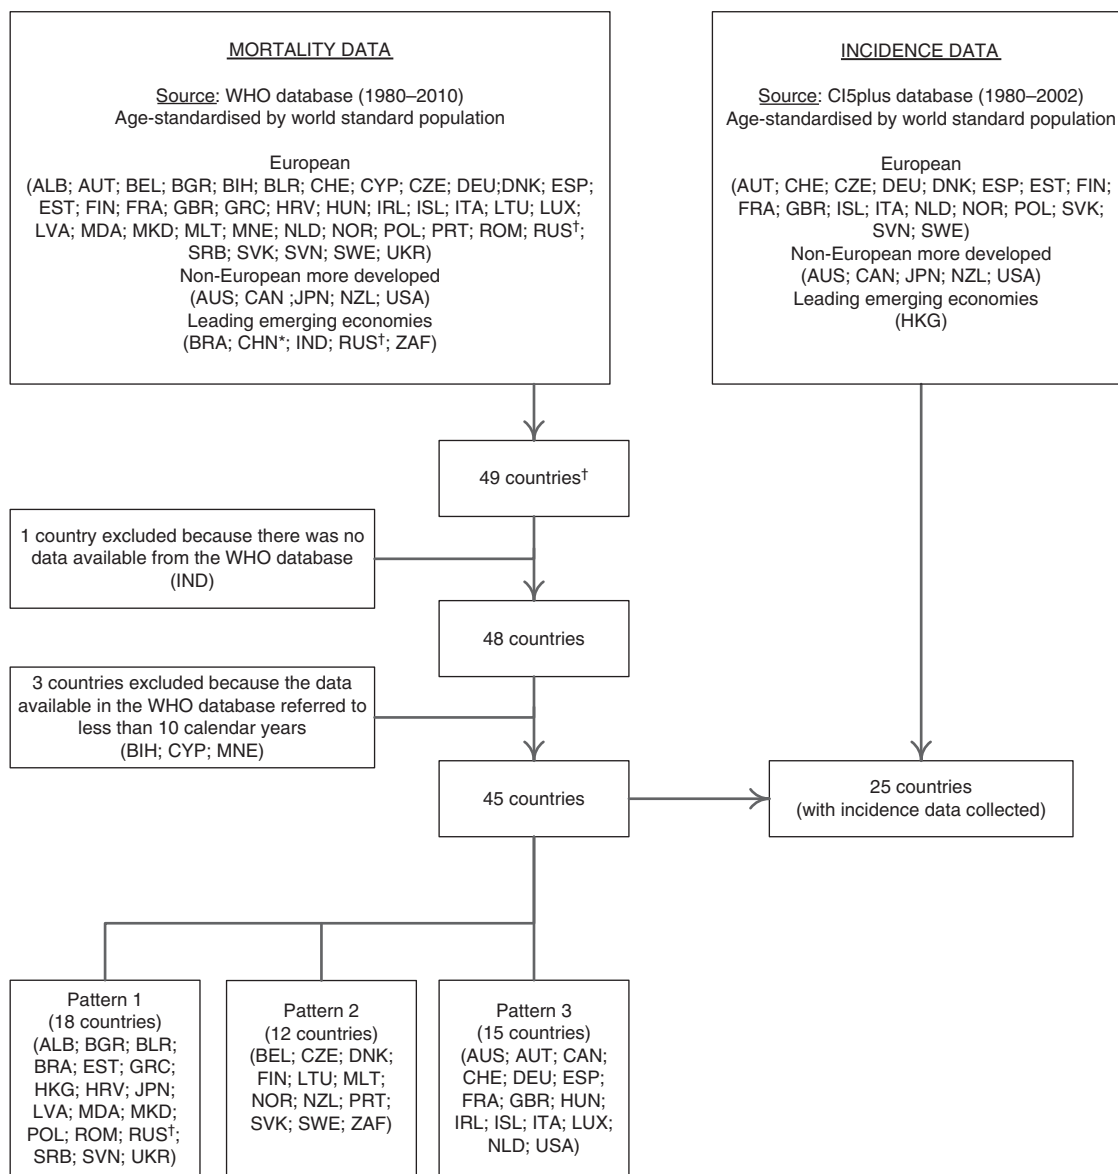 MORTALITY DATA
Source: WHO database (1980–2010)
Age-standardised by world standard population
European
(ALB; AUT; BEL; BGR; BIH; BLR; CHE; CYP; CZE; DEU;DNK; ESP;
EST; FIN; FRA; GBR; GRC; HRV; HUN; IRL; ISL; ITA; LTU; LUX;
LVA; MDA; MKD; MLT; MNE; NLD; NOR; POL; PRT; ROM; RUS†;
SRB; SVK; SVN; SWE; UKR)
Non-European more developed
(AUS; CAN ;JPN; NZL; USA)
Leading emerging economies
(BRA; CHN*; IND; RUS†; ZAF)
INCIDENCE DATA
Source: CI5plus database (1980–2002)
Age-standardised by world standard population
European
(AUT; CHE; CZE; DEU; DNK; ESP; EST; FIN;
FRA; GBR; ISL; ITA; NLD; NOR; POL; SVK;
SVN; SWE)
Non-European more developed
(AUS; CAN; JPN; NZL; USA)
Leading emerging economies
(HKG)
49 countries†
1 country excluded because there was no
data available from the WHO database
(IND)
48 countries
3 countries excluded because the data
available in the WHO database referred to
less than 10 calendar years
(BIH; CYP; MNE)
45 countries
25 countries
(with incidence data collected)
Pattern 1
(18 countries)
(ALB; BGR; BLR;
BRA; EST; GRC;
HKG; HRV; JPN;
LVA; MDA; MKD;
POL; ROM; RUS†;
SRB; SVN; UKR)
Pattern 2
(12 countries)
(BEL; CZE; DNK;
FIN; LTU; MLT;
NOR; NZL; PRT;
SVK; SWE; ZAF)
Pattern 3
(15 countries)
(AUS; AUT; CAN;
CHE; DEU; ESP;
FRA; GBR; HUN;
IRL; ISL; ITA; LUX;
NLD; USA)